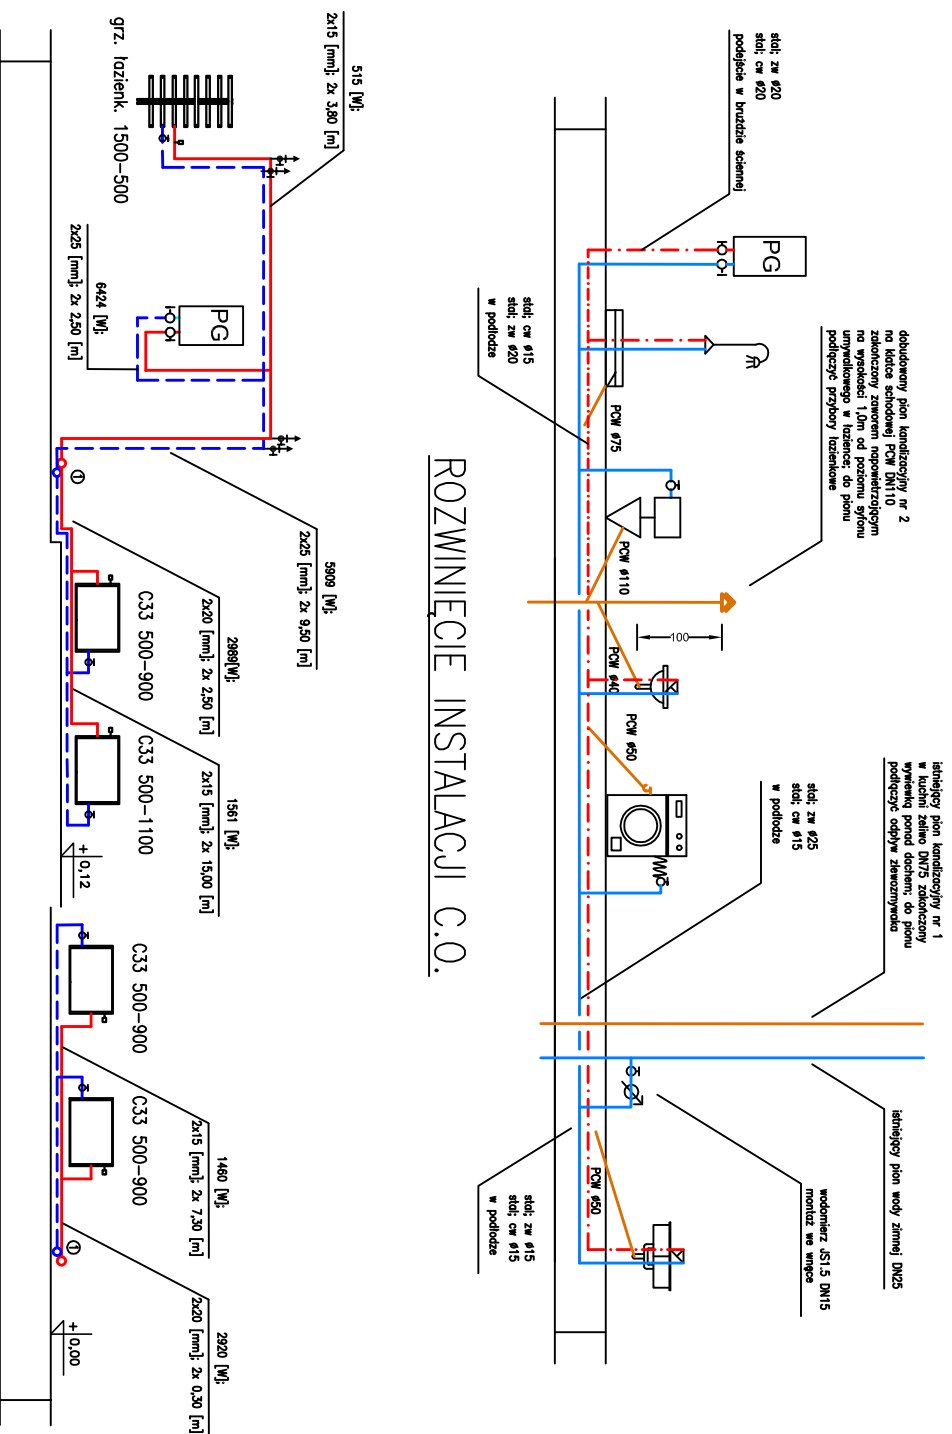 stal; zw ø20
stal; cw ø20
podejście w bruździe ściennej
PG
dobudowany pion kanalizacyjny nr 2
na klatce schodowej PCW DN110
zakończony zaworem napowietrzającym
na wysokości 1,0m od poziomu syfonu
umywalkowego w łazience; do pionu
podłączyć przybory łazienkowe
istniejący pion kanalizacyjny nr 1
w kuchni żeliwo DN75 zakończony
wywiewką ponad dachem; do pionu
podłączyć odpływ zlewozmywaka
istniejący pion wody zimnej DN25
wodomierz JS1.5 DN15
montaż we wnęce
100
stal; zw ø25
stal; cw ø15
w podłodze
PCW ø75
PCW ø110
PCW ø40
PCW ø50
PCW ø50
stal; cw ø15
stal; zw ø20
w podłodze
stal; zw ø15
stal; cw ø15
w podłodze
ROZWINIĘCIE INSTALACJI C.O.
515 [W];
2x15 [mm]; 2x 3,80 [m]
5909 [W];
2x25 [mm]; 2x 9,50 [m]
2989[W];
2x20 [mm]; 2x 2,50 [m]
1561 [W];
2x15 [mm]; 2x 15,00 [m]
1460 [W];
2x15 [mm]; 2x 7,30 [m]
2920 [W];
2x20 [mm]; 2x 0,30 [m]
PG
grz. łazienk. 1500-500
6424 [W];
2x25 [mm]; 2x 2,50 [m]
1
C33 500-900
C33 500-1100
+ 0,12
C33 500-900
C33 500-900
1
+ 0,00